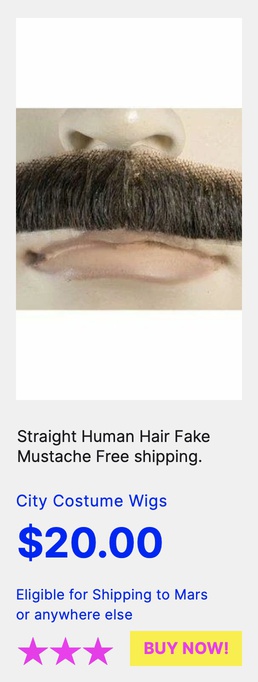 Straight Human Hair Fake
Mustache Free shipping.
City Costume Wigs
$20.00
Eligible for Shipping to Mars
or anywhere else
BUY NOW!